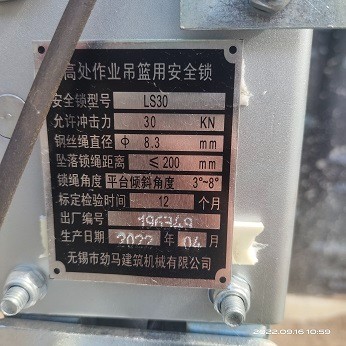 高处作业吊篮用安全锁
安全锁型号 LS30
允许冲击力 30 KN
钢丝绳直径 Φ 8.3 mm
坠落锁绳距离 ≤200 mm
锁绳角度 平台倾斜角度 3°~8°
标定检验时间 - 12 个月
出厂编号 196349
生产日期 2022 年 04 月
无锡市劲马建筑机械有限公司
2022.09.16 10:59